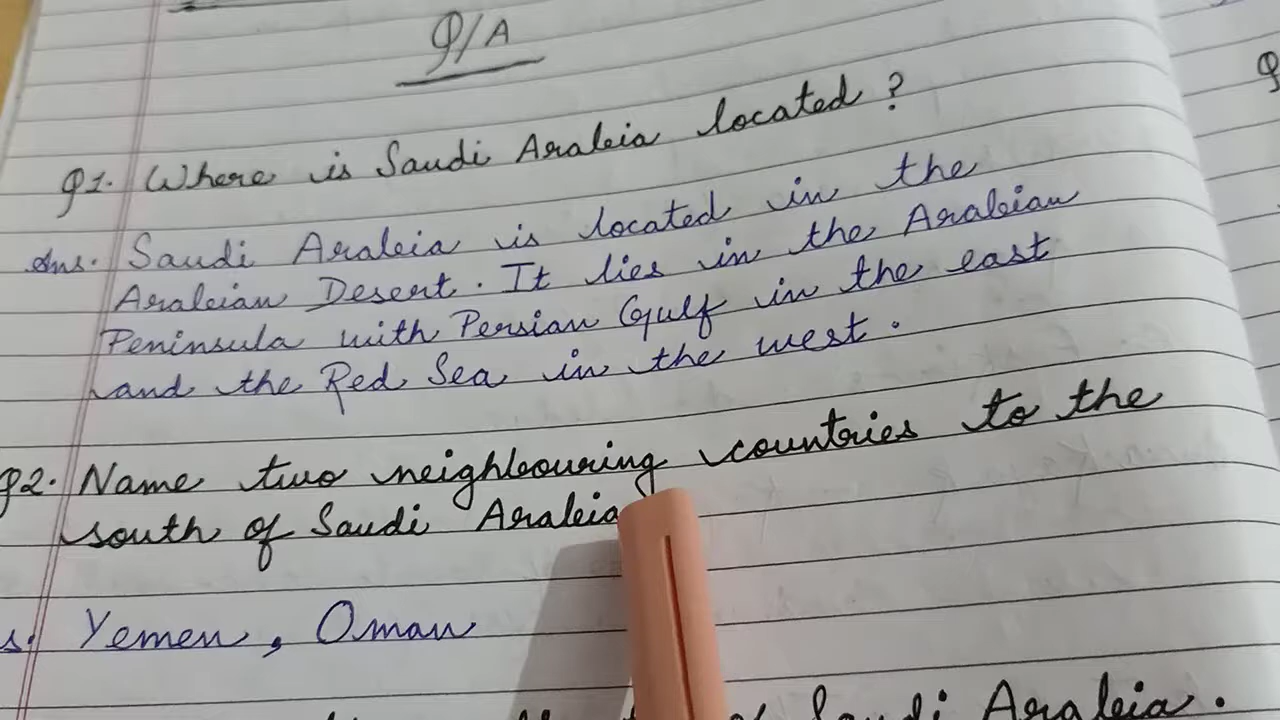 Q/A
Q1. Where is Saudi Arabia located?
Ans. Saudi Arabia is located in the
Arabian Desert. It lies in the Arabian
Peninsula with Persian Gulf in the east
and the Red Sea in the west.
Q2. Name two neighbouring countries to the
south of Saudi Arabia
s. Yemen, Oman
of Saudi Arabia.